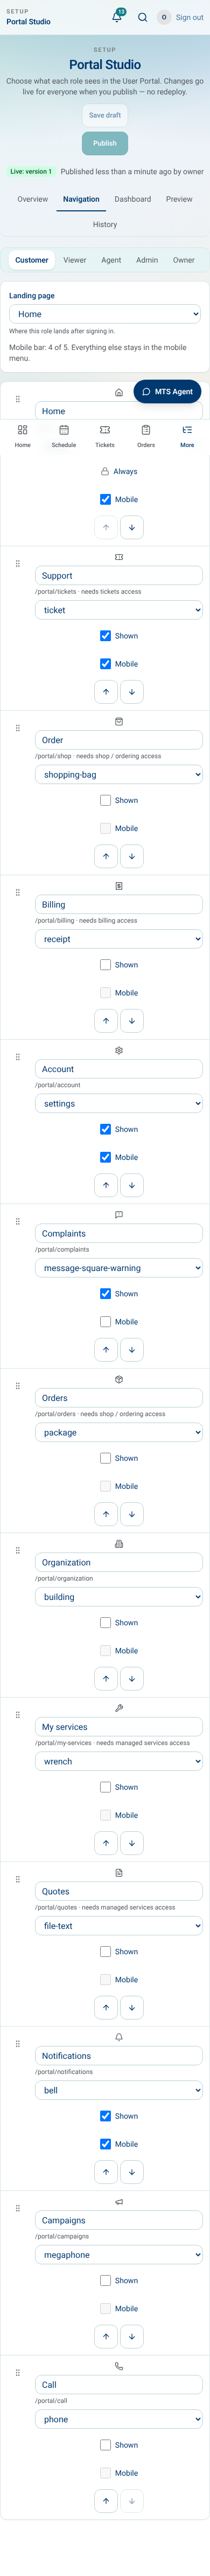 SETUP
Portal Studio
13
O
Sign out
SETUP
Portal Studio
Choose what each role sees in the User Portal. Changes go
live for everyone when you publish — no redeploy.
Save draft
Publish
Live: version 1
Published less than a minute ago by owner
Overview
Navigation
Dashboard
Preview
History
Customer
Viewer
Agent
Admin
Owner
Landing page
Home
Where this role lands after signing in.
Mobile bar: 4 of 5. Everything else stays in the mobile
menu.
MTS Agent
Home
Home
Schedule
Tickets
Orders
More
Always
Mobile
Support
/portal/tickets · needs tickets access
ticket
Shown
Mobile
Order
/portal/shop · needs shop / ordering access
shopping-bag
Shown
Mobile
Billing
/portal/billing · needs billing access
receipt
Shown
Mobile
Account
/portal/account
settings
Shown
Mobile
Complaints
/portal/complaints
message-square-warning
Shown
Mobile
Orders
/portal/orders · needs shop / ordering access
package
Shown
Mobile
Organization
/portal/organization
building
Shown
Mobile
My services
/portal/my-services · needs managed services access
wrench
Shown
Mobile
Quotes
/portal/quotes · needs managed services access
file-text
Shown
Mobile
Notifications
/portal/notifications
bell
Shown
Mobile
Campaigns
/portal/campaigns
megaphone
Shown
Mobile
Call
/portal/call
phone
Shown
Mobile